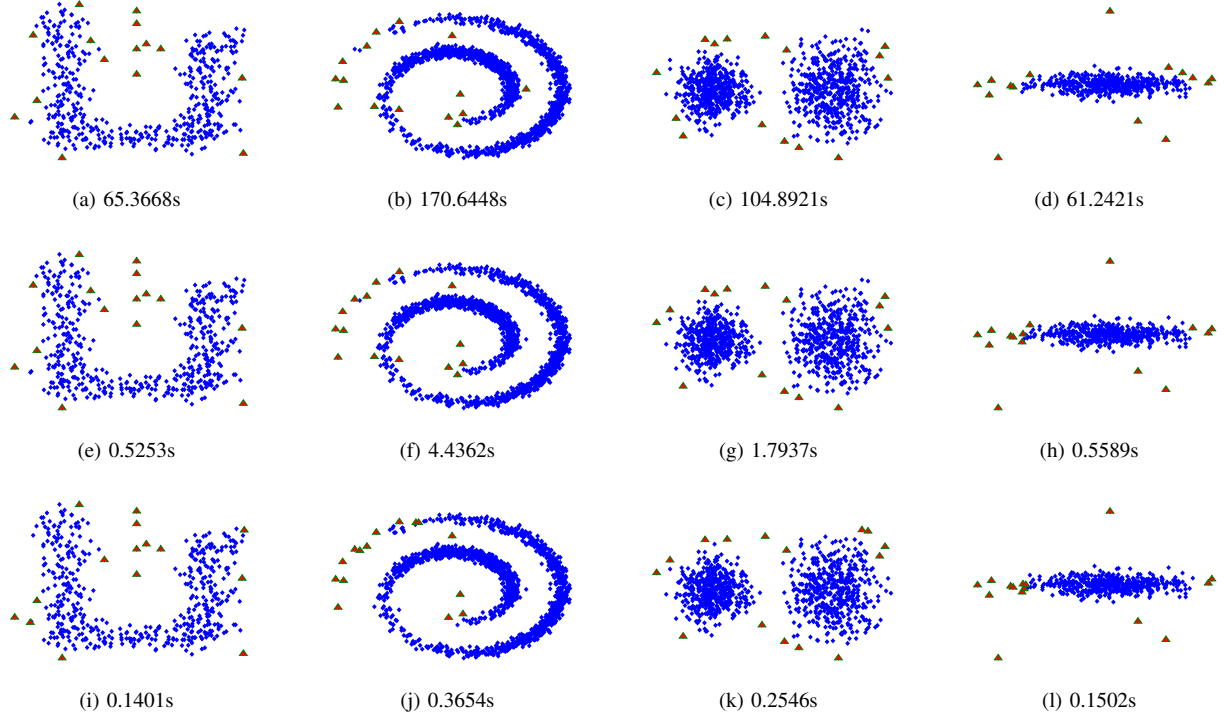 (a) 65.3668s
(b) 170.6448s
(c) 104.8921s
(d) 61.2421s
(e) 0.5253s
(f) 4.4362s
(g) 1.7937s
(h) 0.5589s
(i) 0.1401s
(j) 0.3654s
(k) 0.2546s
(l) 0.1502s